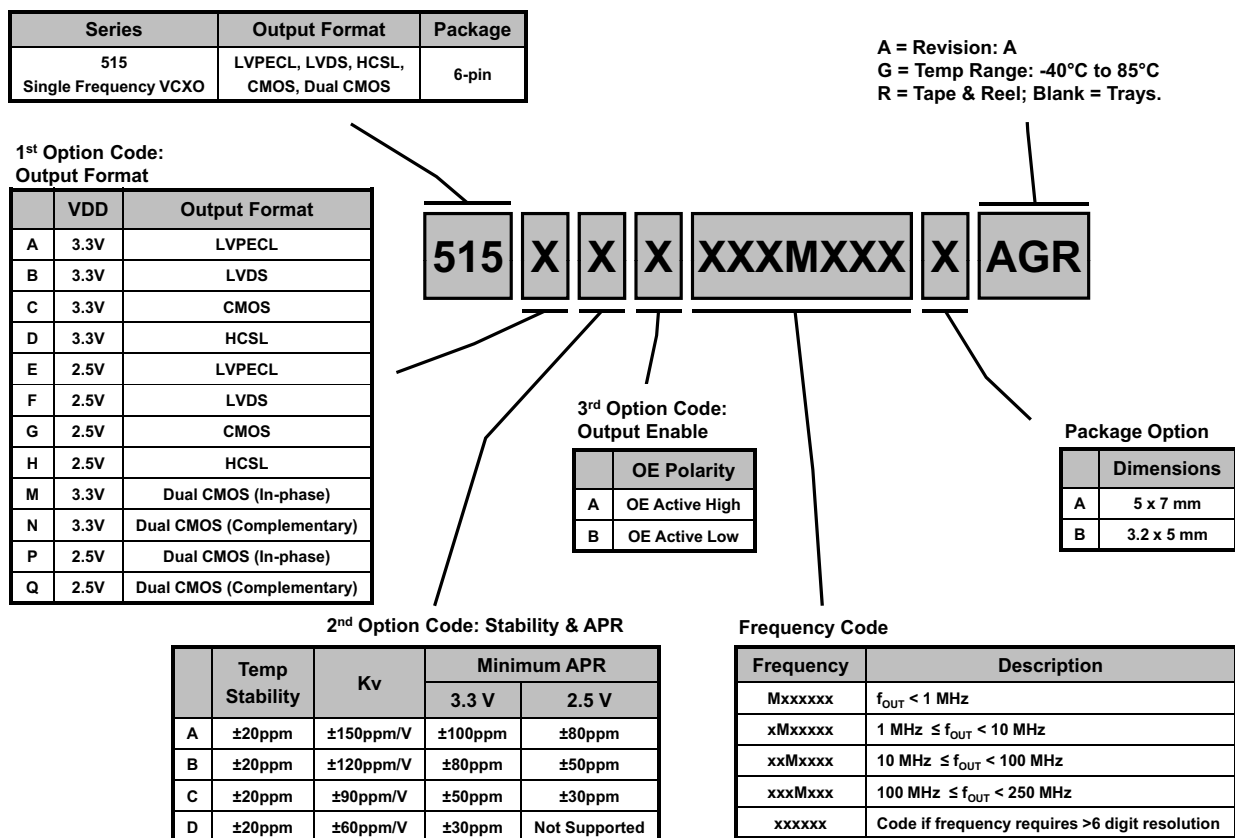 Series Output Format Package
515 Single Frequency VCXO LVPECL, LVDS, HCSL, CMOS, Dual CMOS 6-pin
A = Revision: A
G = Temp Range: -40°C to 85°C
R = Tape & Reel; Blank = Trays.
1st Option Code:
Output Format
VDD Output Format
A 3.3V LVPECL
B 3.3V LVDS
C 3.3V CMOS
D 3.3V HCSL
E 2.5V LVPECL
F 2.5V LVDS
G 2.5V CMOS
H 2.5V HCSL
M 3.3V Dual CMOS (In-phase)
N 3.3V Dual CMOS (Complementary)
P 2.5V Dual CMOS (In-phase)
Q 2.5V Dual CMOS (Complementary)
515 X X X XXXMXXX X AGR
3rd Option Code:
Output Enable
OE Polarity
A OE Active High
B OE Active Low
Package Option
Dimensions
A 5 x 7 mm
B 3.2 x 5 mm
2nd Option Code: Stability & APR
Temp Stability Kv Minimum APR
3.3 V 2.5 V
A ±20ppm ±150ppm/V ±100ppm ±80ppm
B ±20ppm ±120ppm/V ±80ppm ±50ppm
C ±20ppm ±90ppm/V ±50ppm ±30ppm
D ±20ppm ±60ppm/V ±30ppm Not Supported
Frequency Code
Frequency Description
Mxxxxxx fOUT < 1 MHz
xMxxxxx 1 MHz ≤ fOUT < 10 MHz
xxMxxxx 10 MHz ≤ fOUT < 100 MHz
xxxMxxx 100 MHz ≤ fOUT < 250 MHz
xxxxxx Code if frequency requires >6 digit resolution